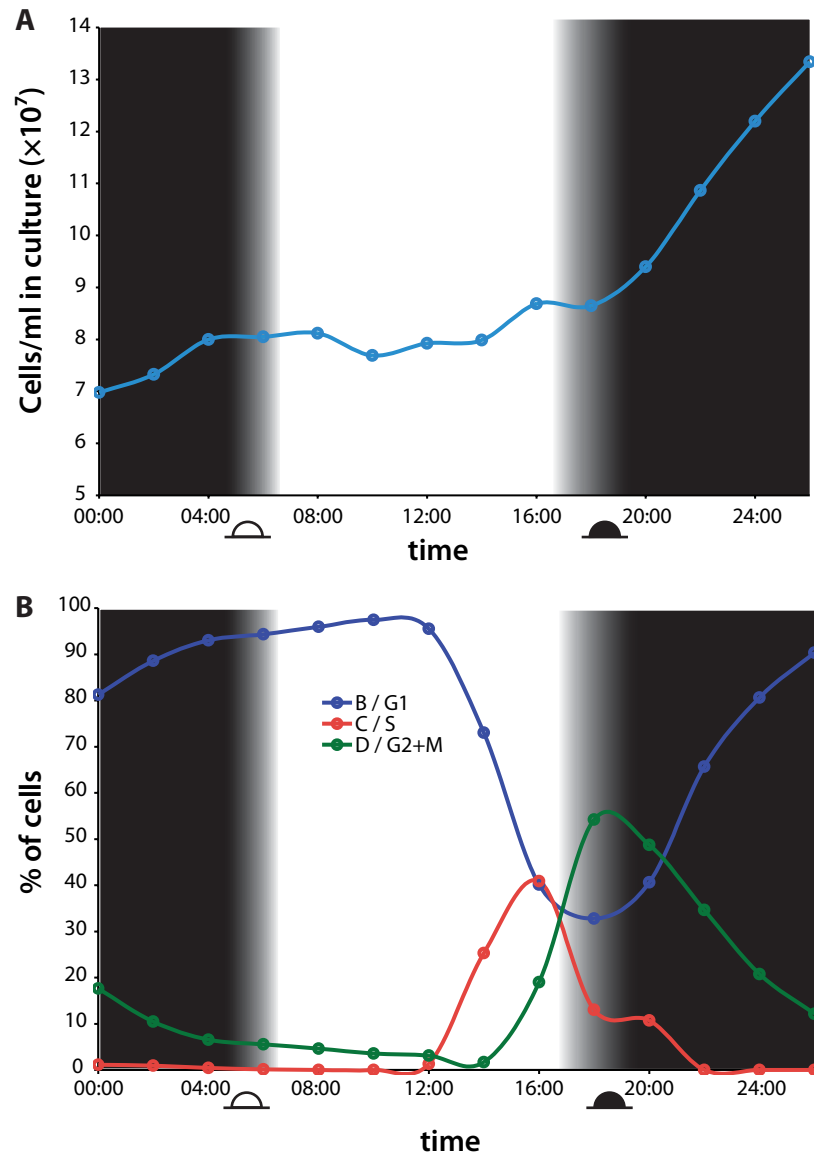 A
Cells/ml in culture (×10⁷)
14
13
12
11
10
9
8
7
6
5
00:00 04:00 08:00 12:00 16:00 20:00 24:00
time
B
% of cells
100
90
80
70
60
50
40
30
20
10
0
B / G1
C / S
D / G2+M
00:00 04:00 08:00 12:00 16:00 20:00 24:00
time